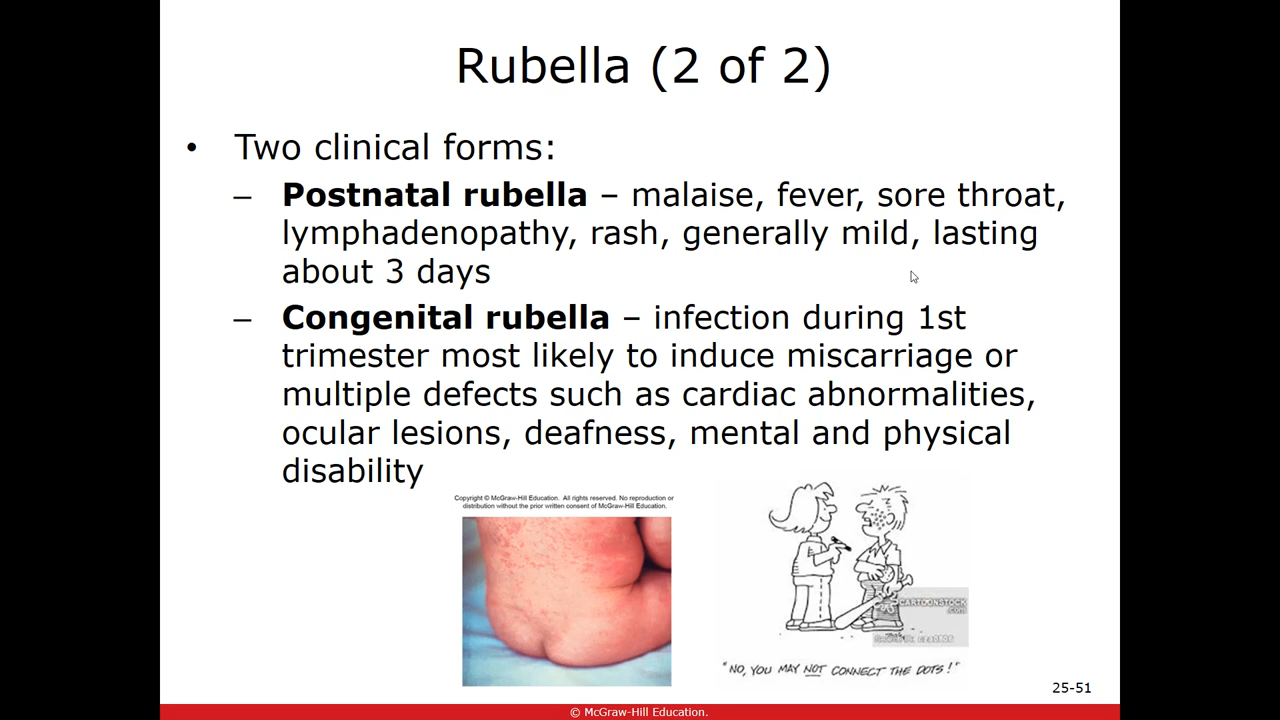 Rubella (2 of 2)
• Two clinical forms:
– Postnatal rubella – malaise, fever, sore throat,
lymphadenopathy, rash, generally mild, lasting
about 3 days
– Congenital rubella – infection during 1st
trimester most likely to induce miscarriage or
multiple defects such as cardiac abnormalities,
ocular lesions, deafness, mental and physical
disability
Copyright © McGraw-Hill Education. All rights reserved. No reproduction or
distribution without the prior written consent of McGraw-Hill Education.
CARTOONSTOCK
.com
"NO, YOU MAY NOT CONNECT THE DOTS!"
25-51
© McGraw-Hill Education.